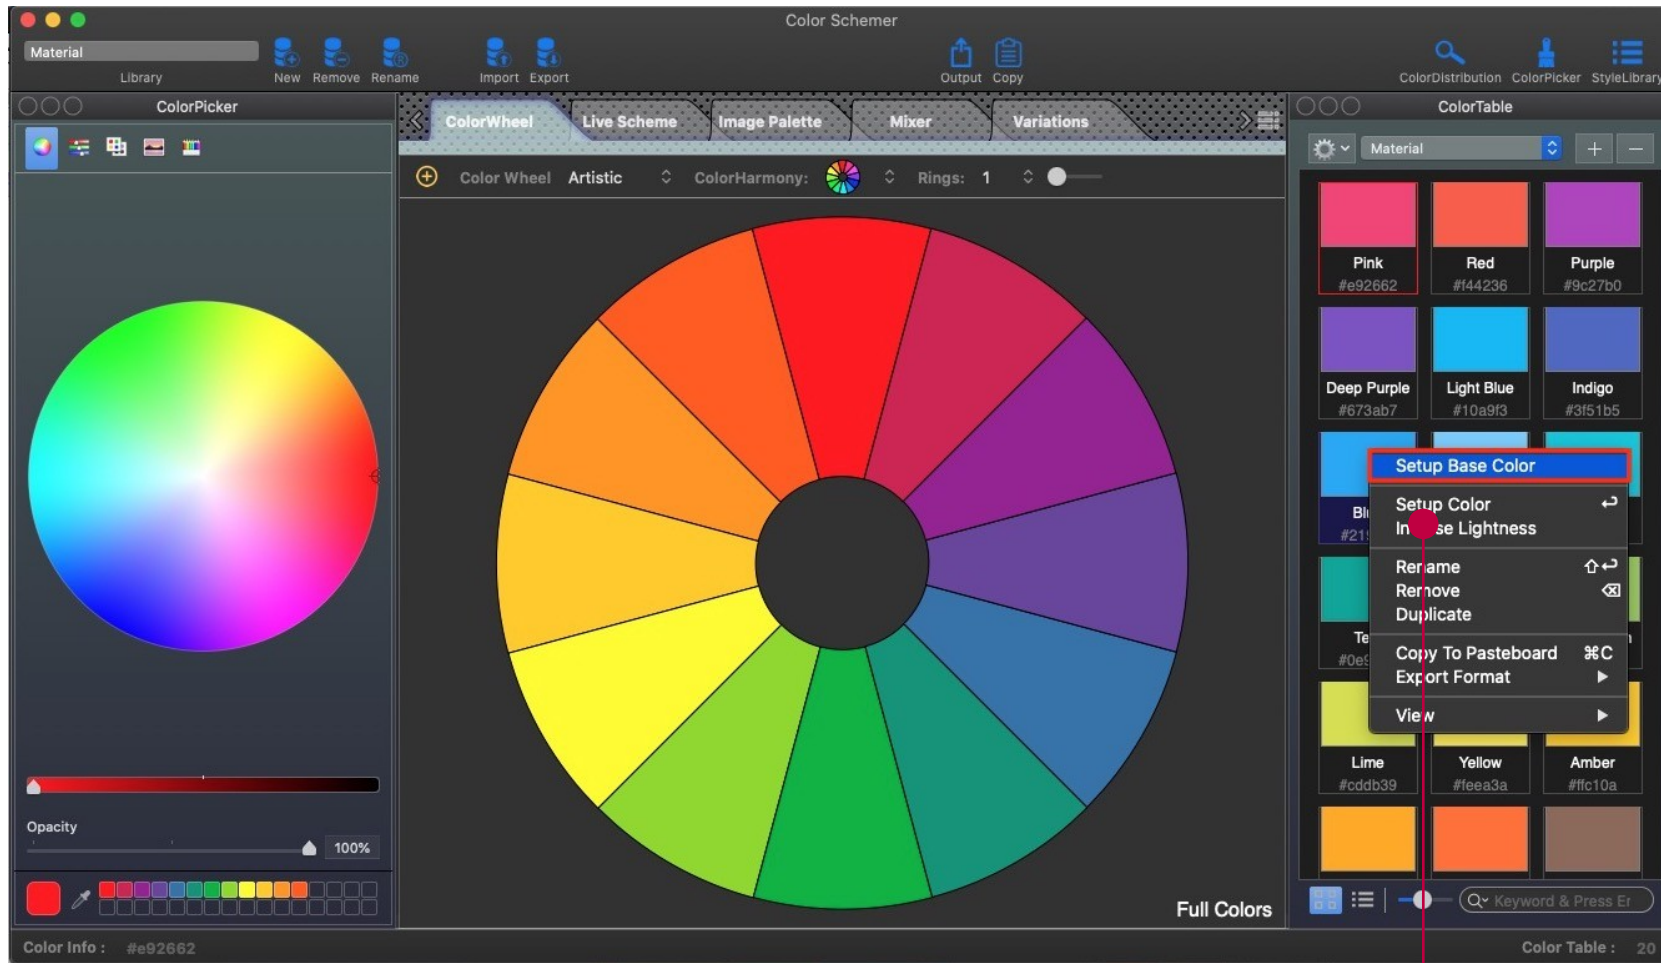 Color Schemer
Material
Library
New Remove Rename
Import Export
Output Copy
ColorDistribution ColorPicker StyleLibrary
ColorPicker
ColorWheel Live Scheme Image Palette Mixer Variations
ColorTable
Material
Color Wheel Artistic ColorHarmony: Rings: 1
Pink Red Purple
#e92662 #f44236 #9c27b0
Deep Purple Light Blue Indigo
#673ab7 #10a9f3 #3f51b5
Setup Base Color
Setup Color
Lightness
Rename
Remove
Duplicate
Copy To Pasteboard ⌘C
Export Format
View
Lime Yellow Amber
#cddb39 #feea3a #ffc10a
Opacity
100%
Full Colors
Keyword & Press Er
Color Info : #e92662
Color Table : 20